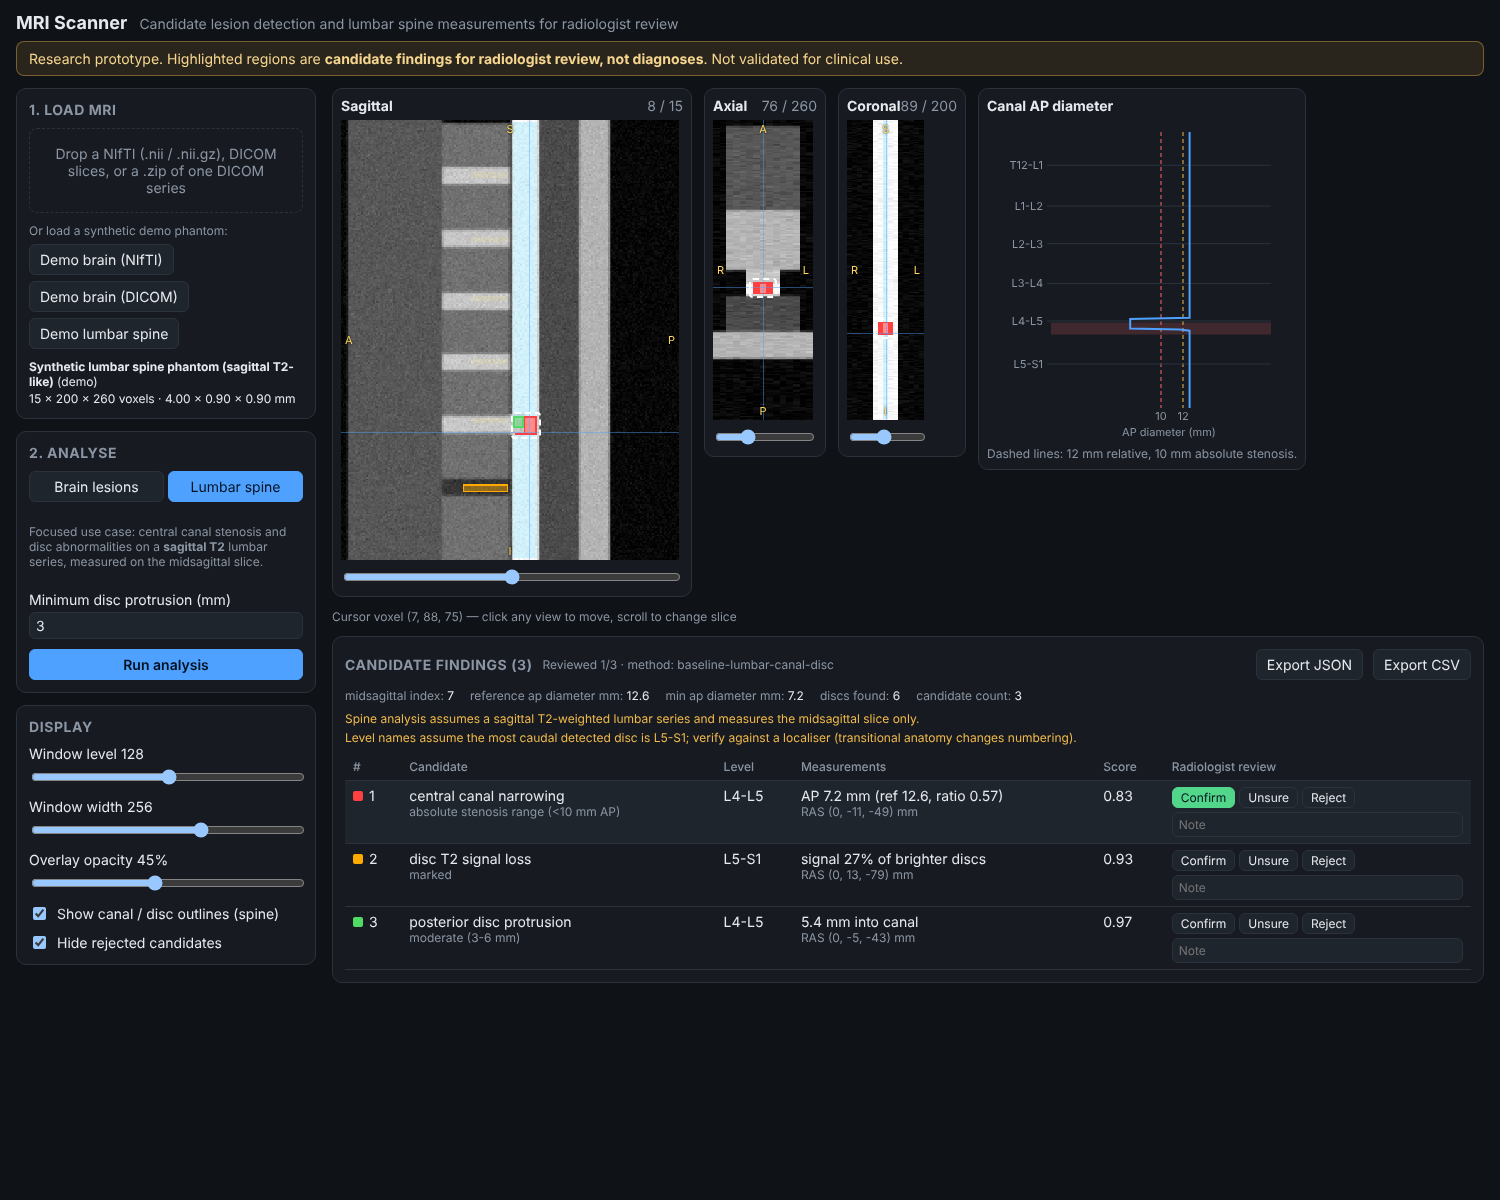 MRI Scanner Candidate lesion detection and lumbar spine measurements for radiologist review
Research prototype. Highlighted regions are candidate findings for radiologist review, not diagnoses. Not validated for clinical use.
1. LOAD MRI
Drop a NIfTI (.nii / .nii.gz), DICOM
slices, or a .zip of one DICOM
series
Or load a synthetic demo phantom:
Demo brain (NIfTI)
Demo brain (DICOM)
Demo lumbar spine
Synthetic lumbar spine phantom (sagittal T2-
like) (demo)
15 × 200 × 260 voxels · 4.00 × 0.90 × 0.90 mm
2. ANALYSE
Brain lesions
Lumbar spine
Focused use case: central canal stenosis and
disc abnormalities on a sagittal T2 lumbar
series, measured on the midsagittal slice.
Minimum disc protrusion (mm)
3
Run analysis
DISPLAY
Window level 128
Window width 256
Overlay opacity 45%
Show canal / disc outlines (spine)
Hide rejected candidates
Sagittal 8 / 15
S
A P
I
Axial 76 / 260
A
R L
P
Coronal 89 / 200
S
R L
I
Canal AP diameter
T12-L1
L1-L2
L2-L3
L3-L4
L4-L5
L5-S1
10 12
AP diameter (mm)
Dashed lines: 12 mm relative, 10 mm absolute stenosis.
Cursor voxel (7, 88, 75) — click any view to move, scroll to change slice
CANDIDATE FINDINGS (3) Reviewed 1/3 · method: baseline-lumbar-canal-disc
Export JSON
Export CSV
midsagittal index: 7 reference ap diameter mm: 12.6 min ap diameter mm: 7.2 discs found: 6 candidate count: 3
Spine analysis assumes a sagittal T2-weighted lumbar series and measures the midsagittal slice only.
Level names assume the most caudal detected disc is L5-S1; verify against a localiser (transitional anatomy changes numbering).
# Candidate Level Measurements Score Radiologist review
1 central canal narrowing L4-L5 AP 7.2 mm (ref 12.6, ratio 0.57) 0.83 Confirm Unsure Reject
absolute stenosis range (<10 mm AP) RAS (0, -11, -49) mm Note
2 disc T2 signal loss L5-S1 signal 27% of brighter discs 0.93 Confirm Unsure Reject
marked RAS (0, 13, -79) mm Note
3 posterior disc protrusion L4-L5 5.4 mm into canal 0.97 Confirm Unsure Reject
moderate (3-6 mm) RAS (0, -5, -43) mm Note